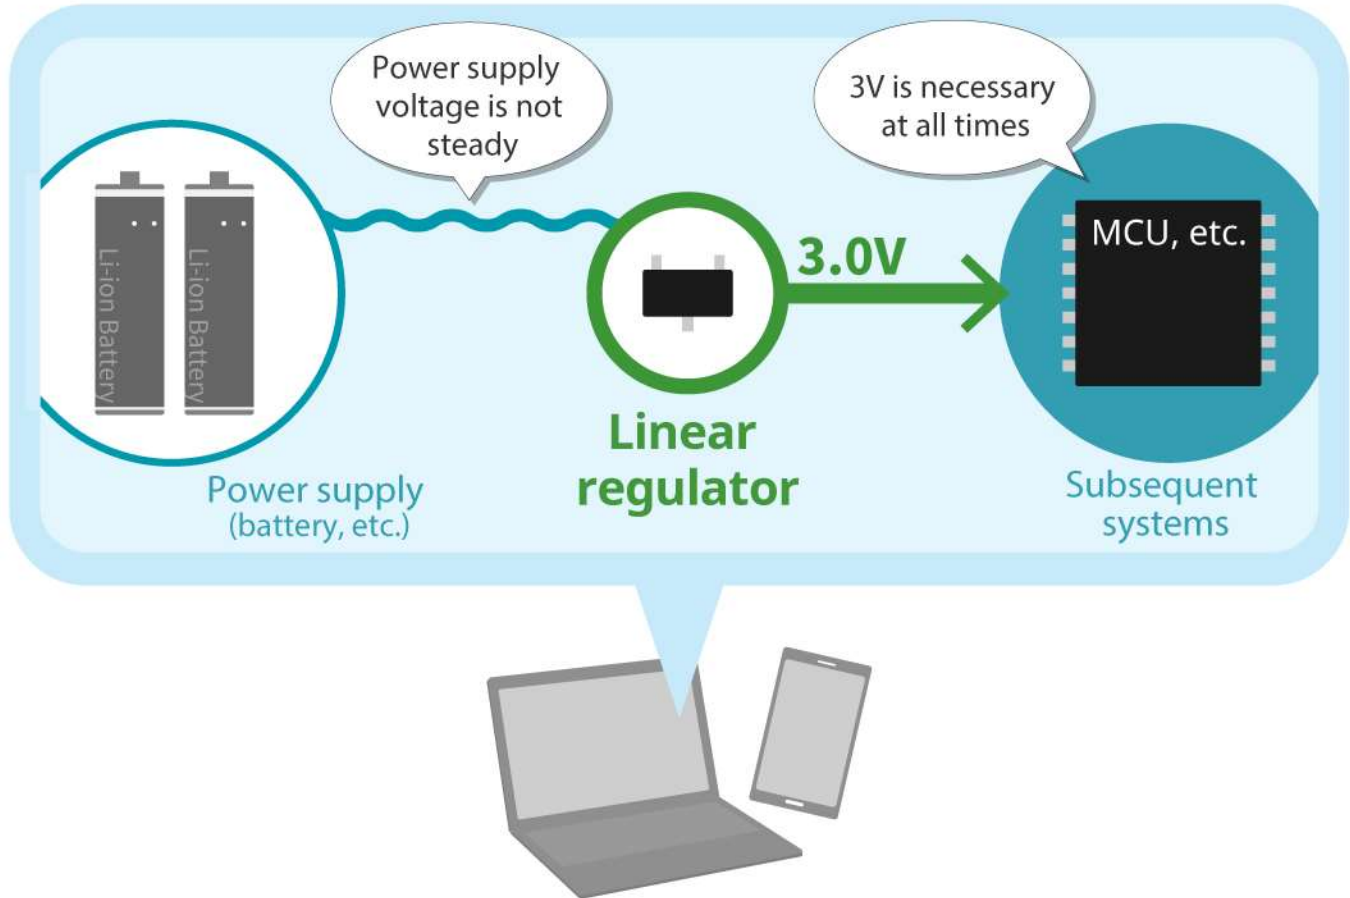 Power supply
voltage is not
steady
3V is necessary
at all times
Li-ion Battery
Li-ion Battery
3.0V
MCU, etc.
Linear
regulator
Power supply
(battery, etc.)
Subsequent
systems